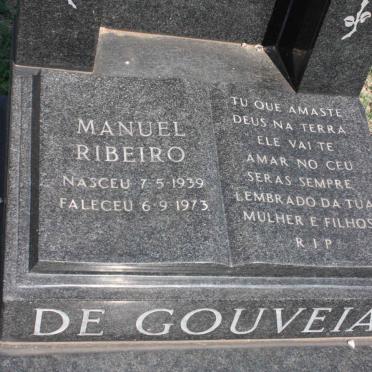 MANUEL
RIBEIRO
NASCEU 7·5·1939
FALECEU 6·9·1973
TU QUE AMASTE
DEUS NA TERRA
ELE VAI TE
AMAR NO CEU
SERAS SEMPRE
LEMBRADO DA TUA
MULHER E FILHOS
R I P
DE GOUVEIA